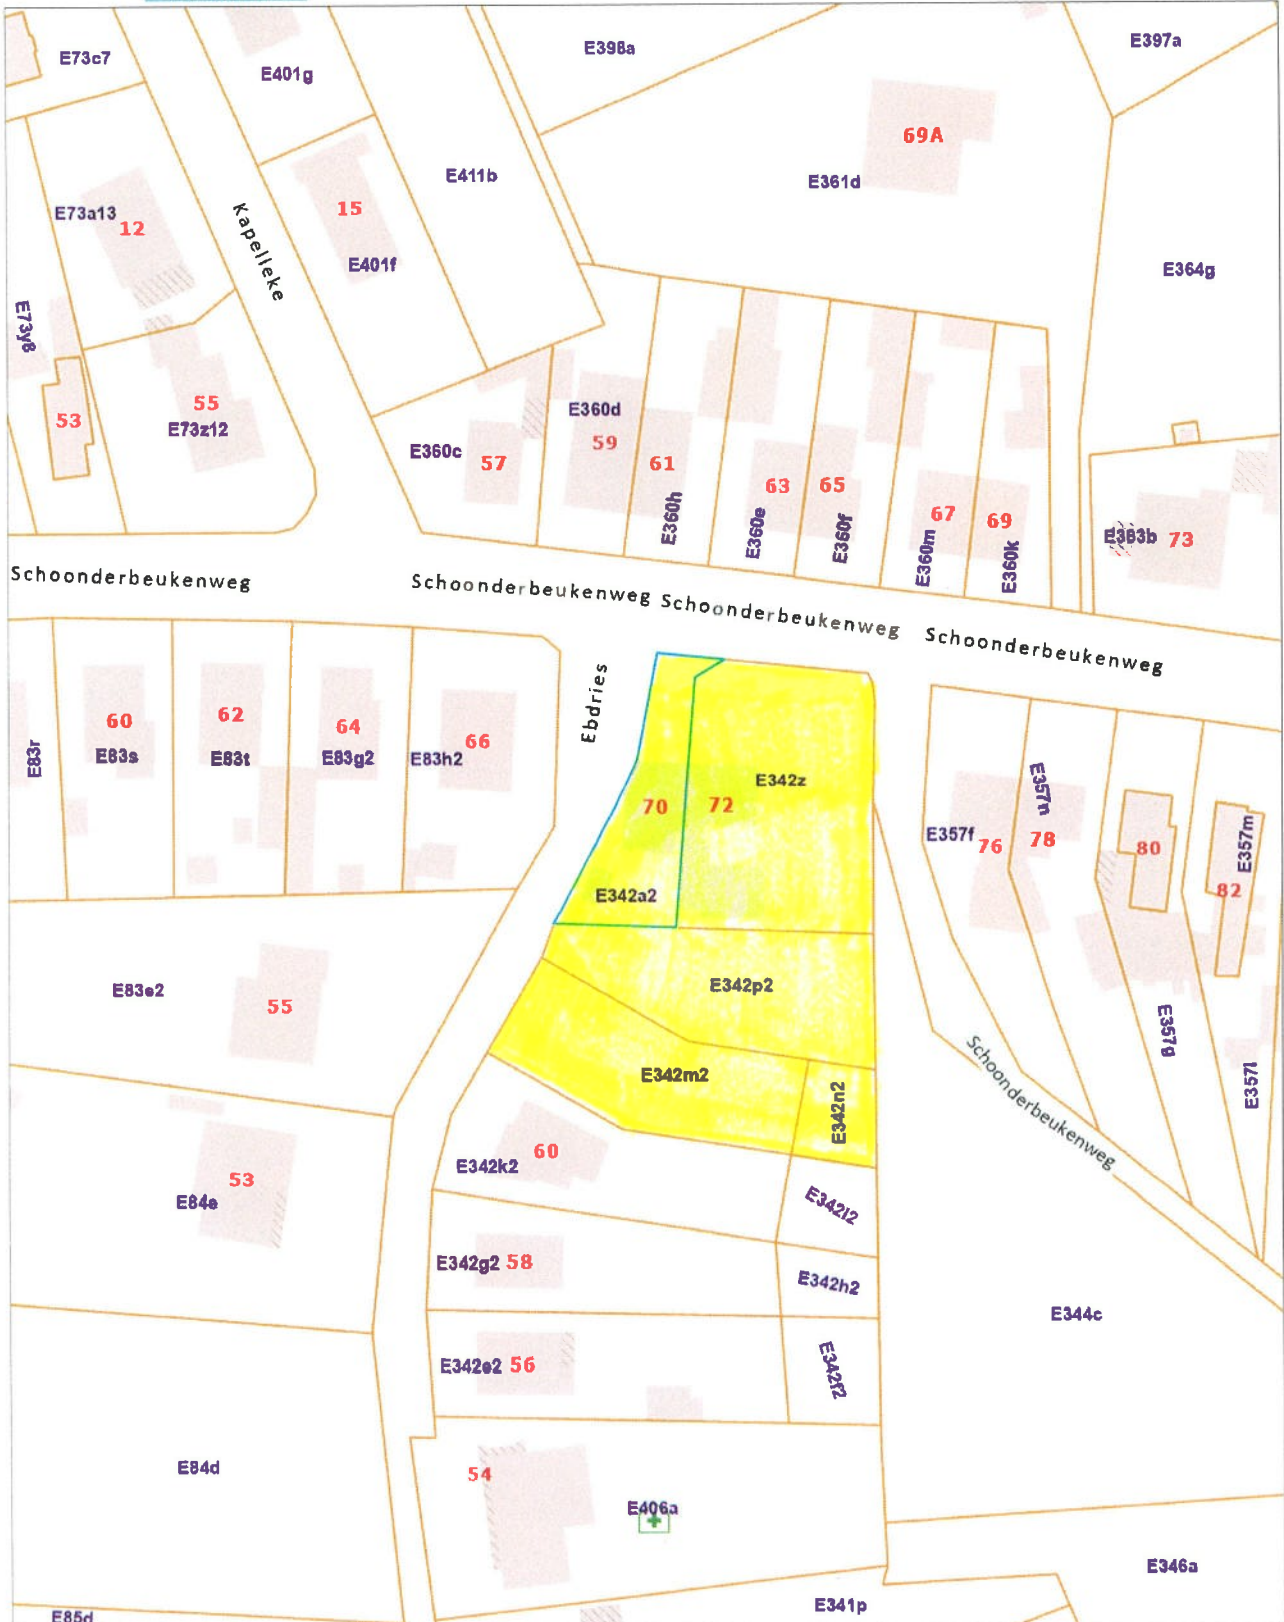 E73c7
E401g
E398a
E397a
69A
E411b
E361d
E73a13
12
15
Kapelleke
E401f
E364g
E73y8
53
55
E73z12
E360d
59
E360c
57
61
E360h
63
E360e
65
E360f
67
E360m
69
E360k
E363b
73
Schoonderbeukenweg
Schoonderbeukenweg
Schoonderbeukenweg
Schoonderbeukenweg
Ebdries
E83r
60
E83s
62
E83t
64
E83g2
66
E83h2
70
72
E342z
E342a2
E357f
76
E357n
78
80
E357m
82
E83e2
55
E342p2
E357g
E342m2
E342n2
Schoonderbeukenweg
E357l
60
E342k2
53
E84e
E342l2
E342g2
58
E342h2
E344c
E342e2
56
E342f2
E84d
54
E406a
E346a
E341p
E85d